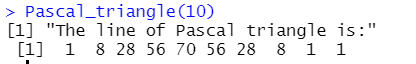 > Pascal_triangle(10)
[1] "The line of Pascal triangle is:"
[1] 1 8 28 56 70 56 28 8 1 1